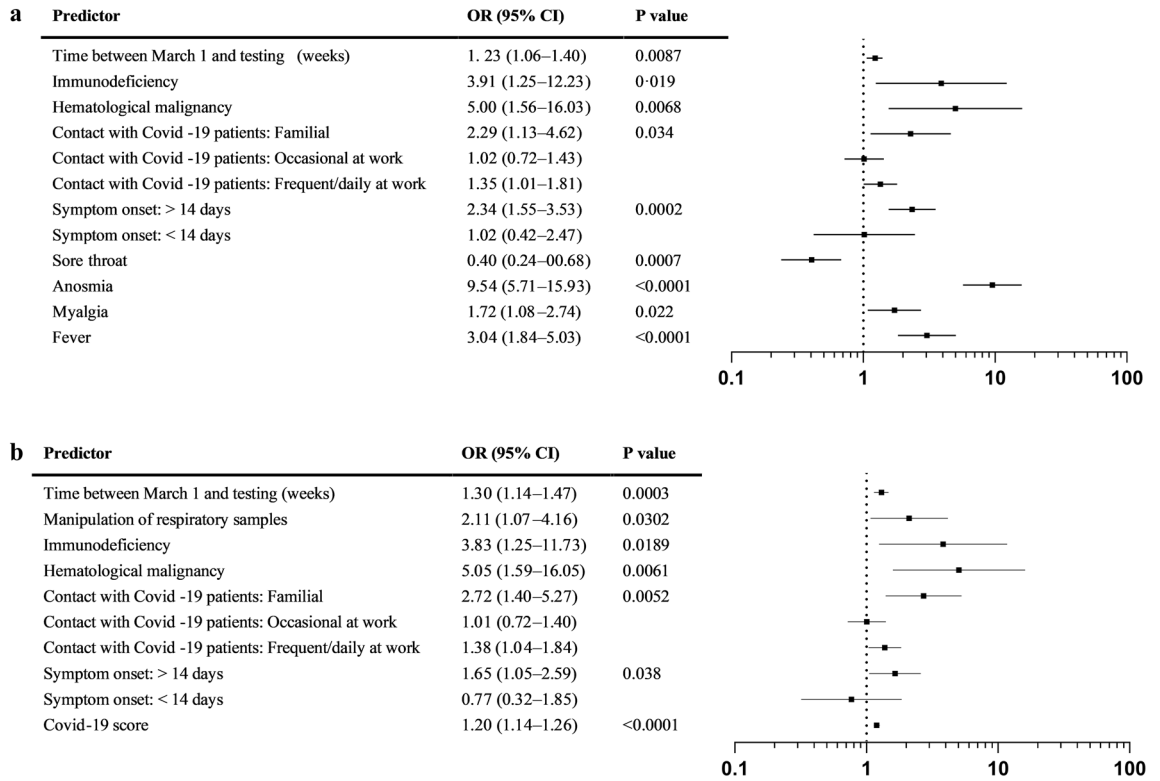 a Predictor OR (95% CI) P value
Time between March 1 and testing (weeks) 1. 23 (1.06–1.40) 0.0087
Immunodeficiency 3.91 (1.25–12.23) 0·019
Hematological malignancy 5.00 (1.56–16.03) 0.0068
Contact with Covid -19 patients: Familial 2.29 (1.13–4.62) 0.034
Contact with Covid -19 patients: Occasional at work 1.02 (0.72–1.43)
Contact with Covid -19 patients: Frequent/daily at work 1.35 (1.01–1.81)
Symptom onset: > 14 days 2.34 (1.55–3.53) 0.0002
Symptom onset: < 14 days 1.02 (0.42–2.47)
Sore throat 0.40 (0.24–00.68) 0.0007
Anosmia 9.54 (5.71–15.93) <0.0001
Myalgia 1.72 (1.08–2.74) 0.022
Fever 3.04 (1.84–5.03) <0.0001
0.1 1 10 100
b Predictor OR (95% CI) P value
Time between March 1 and testing (weeks) 1.30 (1.14–1.47) 0.0003
Manipulation of respiratory samples 2.11 (1.07–4.16) 0.0302
Immunodeficiency 3.83 (1.25–11.73) 0.0189
Hematological malignancy 5.05 (1.59–16.05) 0.0061
Contact with Covid -19 patients: Familial 2.72 (1.40–5.27) 0.0052
Contact with Covid -19 patients: Occasional at work 1.01 (0.72–1.40)
Contact with Covid -19 patients: Frequent/daily at work 1.38 (1.04–1.84)
Symptom onset: > 14 days 1.65 (1.05–2.59) 0.038
Symptom onset: < 14 days 0.77 (0.32–1.85)
Covid-19 score 1.20 (1.14–1.26) <0.0001
0.1 1 10 100